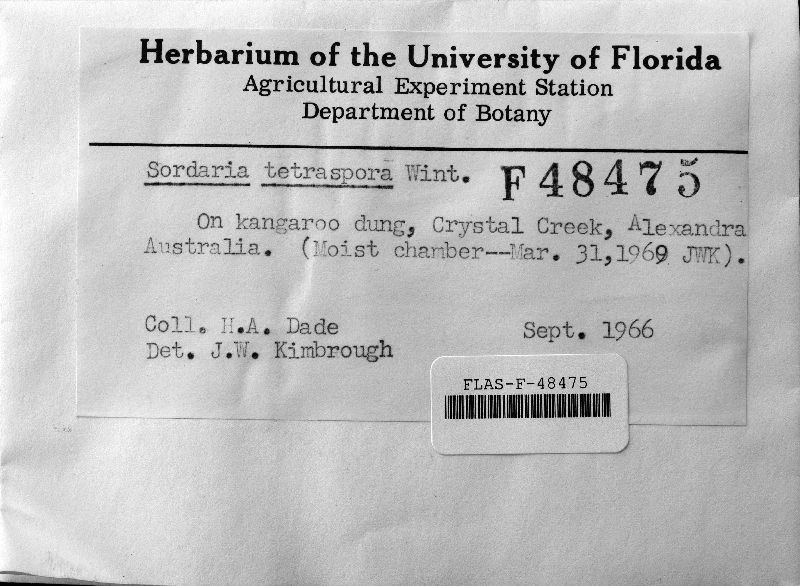 Herbarium of the University of Florida
Agricultural Experiment Station
Department of Botany
Sordaria tetraspora Wint. F48475
On kangaroo dung, Crystal Creek, Alexandra
Australia. (Moist chamber--Mar. 31,1969 JWK).
Coll. H.A. Dade Sept. 1966
Det. J.W. Kimbrough
FLAS-F-48475